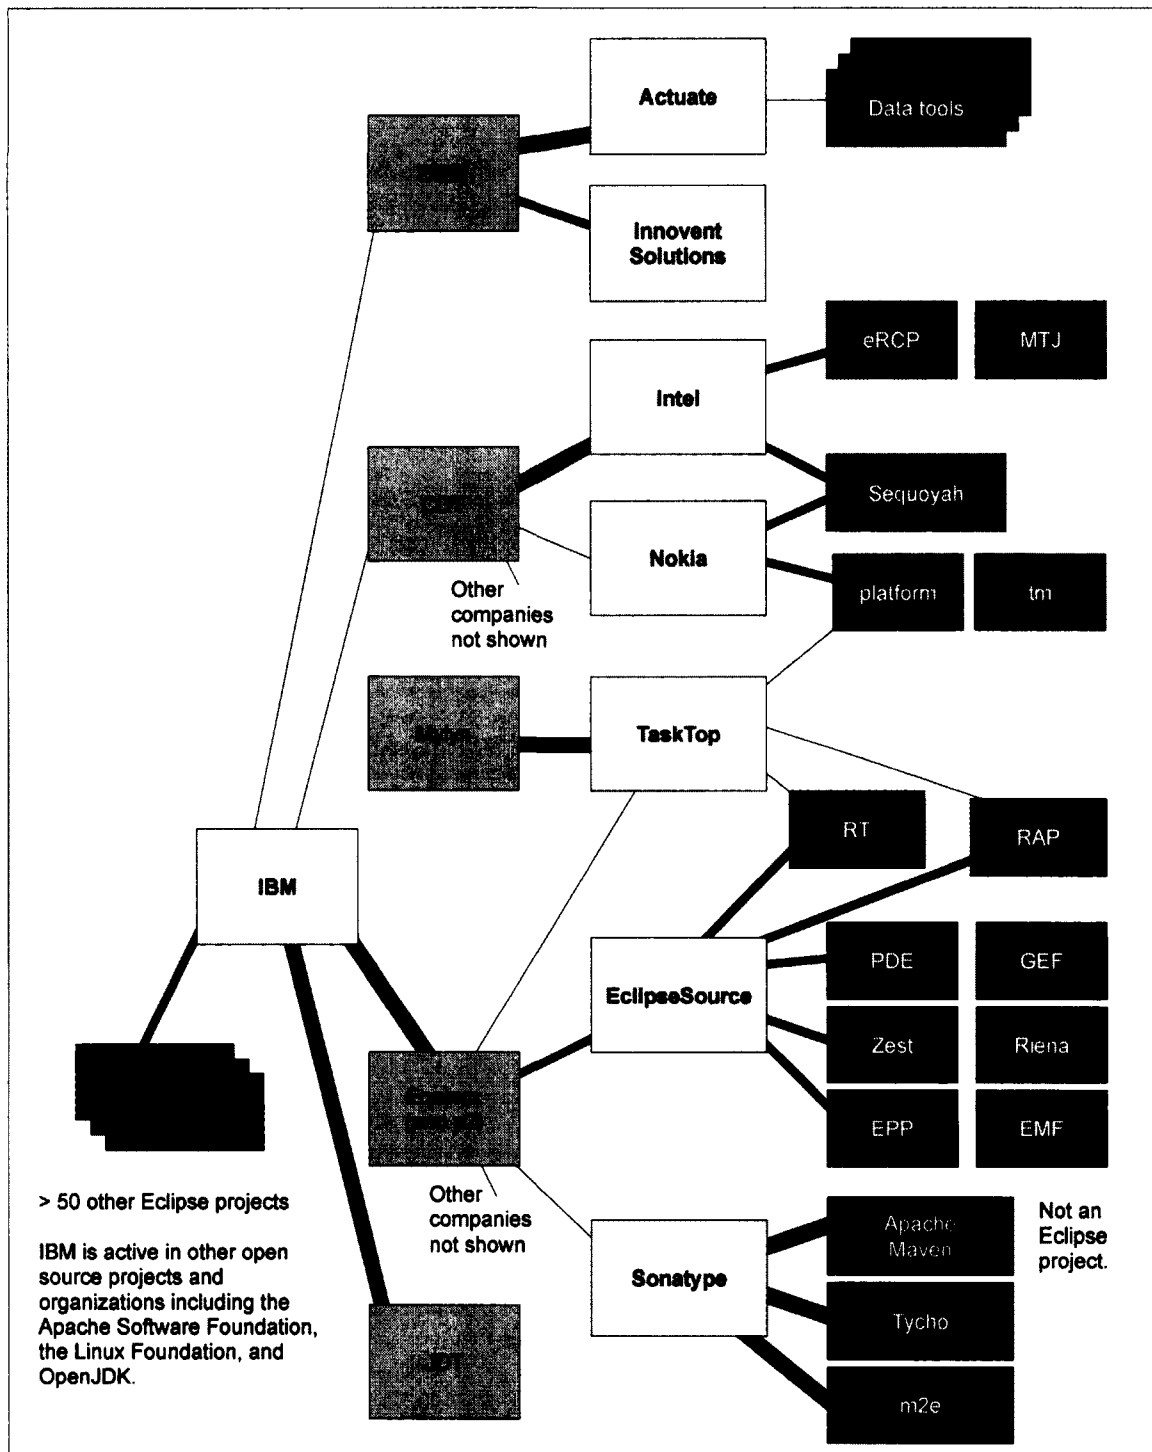 Actuate
Data tools
Innovent
Solutions
eRCP
MTJ
Intel
Sequoyah
Nokia
Other
companies
not shown
platform
tm
TaskTop
RT
RAP
IBM
EclipseSource
PDE
GEF
Zest
Riena
EPP
EMF
> 50 other Eclipse projects
IBM is active in other open
source projects and
organizations including the
Apache Software Foundation,
the Linux Foundation, and
OpenJDK.
Other
companies
not shown
Sonatype
Apache
Maven
Not an
Eclipse
project.
Tycho
JDT
m2e